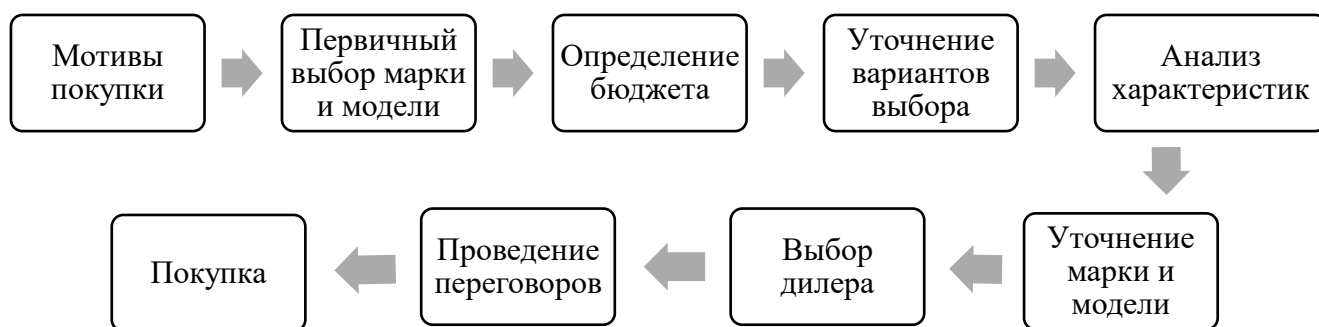 Мотивы
покупки
Первичный
выбор марки
и модели
Определение
бюджета
Уточнение
вариантов
выбора
Анализ
характеристик
Уточнение
марки и
модели
Выбор
дилера
Проведение
переговоров
Покупка